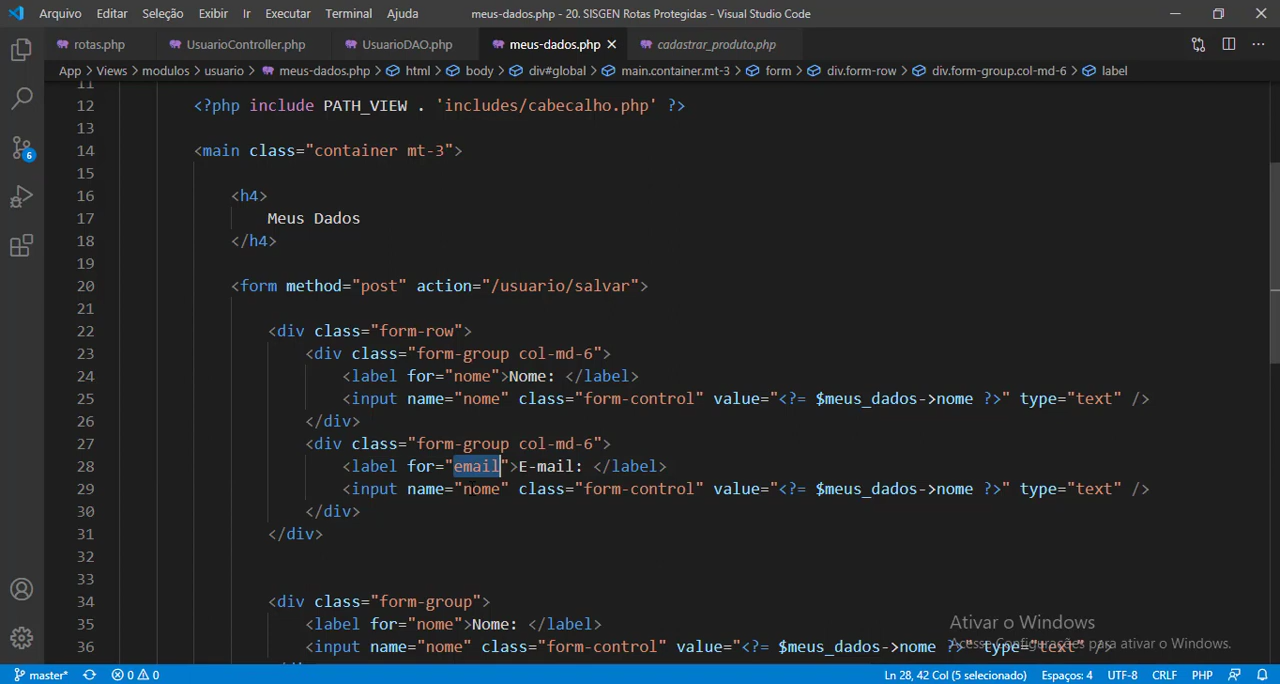 Arquivo Editar Seleção Exibir Ir Executar Terminal Ajuda meus-dados.php - 20. SISGEN Rotas Protegidas - Visual Studio Code
rotas.php UsuarioController.php UsuarioDAO.php meus-dados.php cadastrar_produto.php
App > Views > modulos > usuario > meus-dados.php > html > body > div#global > main.container.mt-3 > form > div.form-row > div.form-group.col-md-6 > label
11
12 <?php include PATH_VIEW . 'includes/cabecalho.php' ?>
13
14 <main class="container mt-3">
15
16 <h4>
17 Meus Dados
18 </h4>
19
20 <form method="post" action="/usuario/salvar">
21
22 <div class="form-row">
23 <div class="form-group col-md-6">
24 <label for="nome">Nome: </label>
25 <input name="nome" class="form-control" value="<?= $meus_dados->nome ?>" type="text" />
26 </div>
27 <div class="form-group col-md-6">
28 <label for="email">E-mail: </label>
29 <input name="nome" class="form-control" value="<?= $meus_dados->nome ?>" type="text" />
30 </div>
31 </div>
32
33
34 <div class="form-group">
35 <label for="nome">Nome: </label>
36 <input name="nome" class="form-control" value="<?= $meus_dados->nome ?>" type="text" />
Ativar o Windows
Acesse Configurações para ativar o Windows.
6
master* 0 0 Ln 28, 42 Col (5 selecionado) Espaços: 4 UTF-8 CRLF PHP